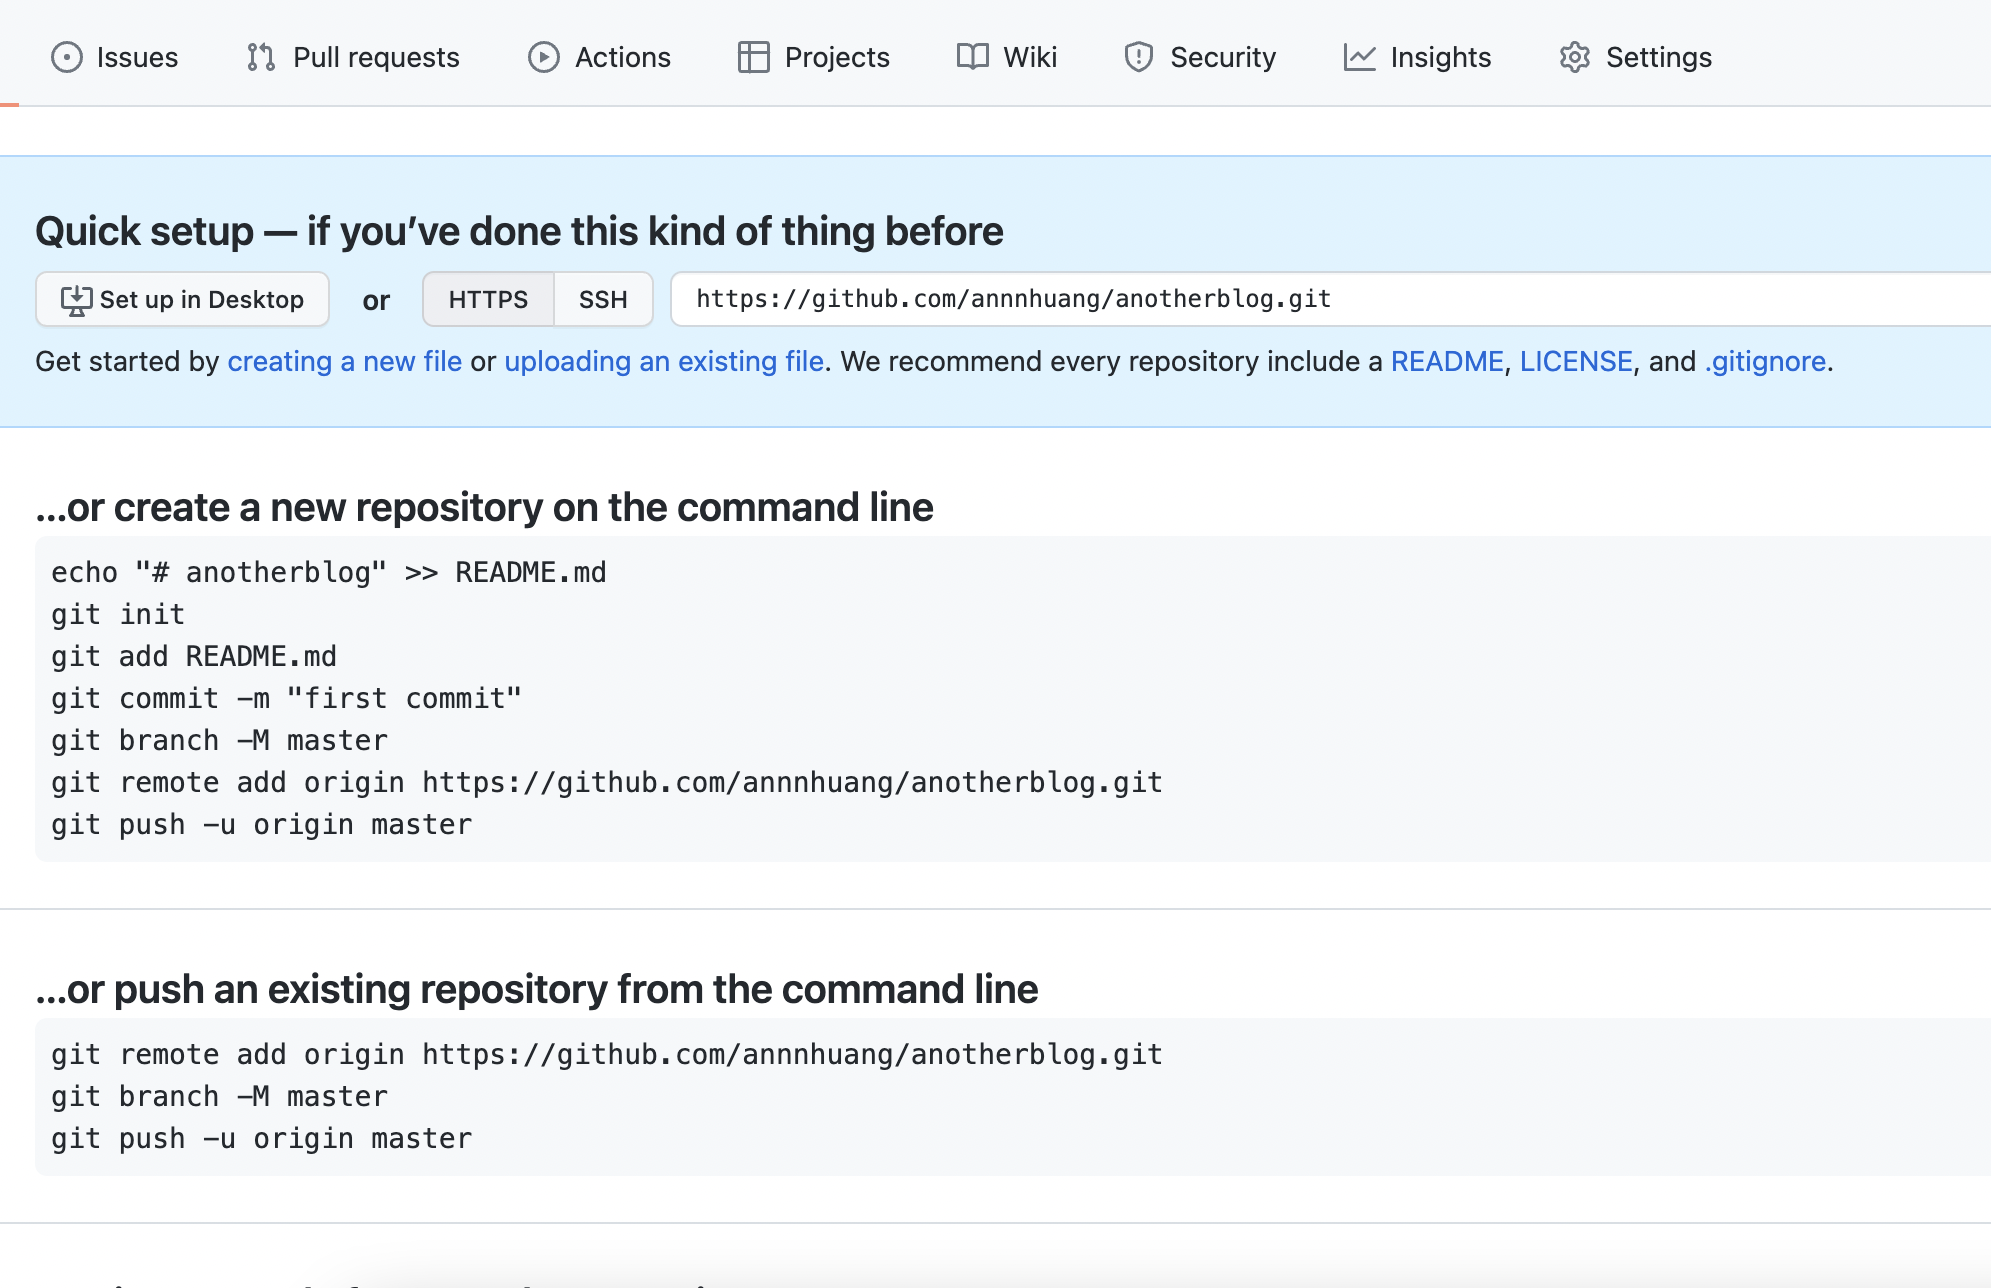 Issues Pull requests Actions Projects Wiki Security Insights Settings
Quick setup — if you’ve done this kind of thing before
Set up in Desktop or HTTPS SSH https://github.com/annnhuang/anotherblog.git
Get started by creating a new file or uploading an existing file. We recommend every repository include a README, LICENSE, and .gitignore.
…or create a new repository on the command line
echo "# anotherblog" >> README.md
git init
git add README.md
git commit -m "first commit"
git branch -M master
git remote add origin https://github.com/annnhuang/anotherblog.git
git push -u origin master
…or push an existing repository from the command line
git remote add origin https://github.com/annnhuang/anotherblog.git
git branch -M master
git push -u origin master